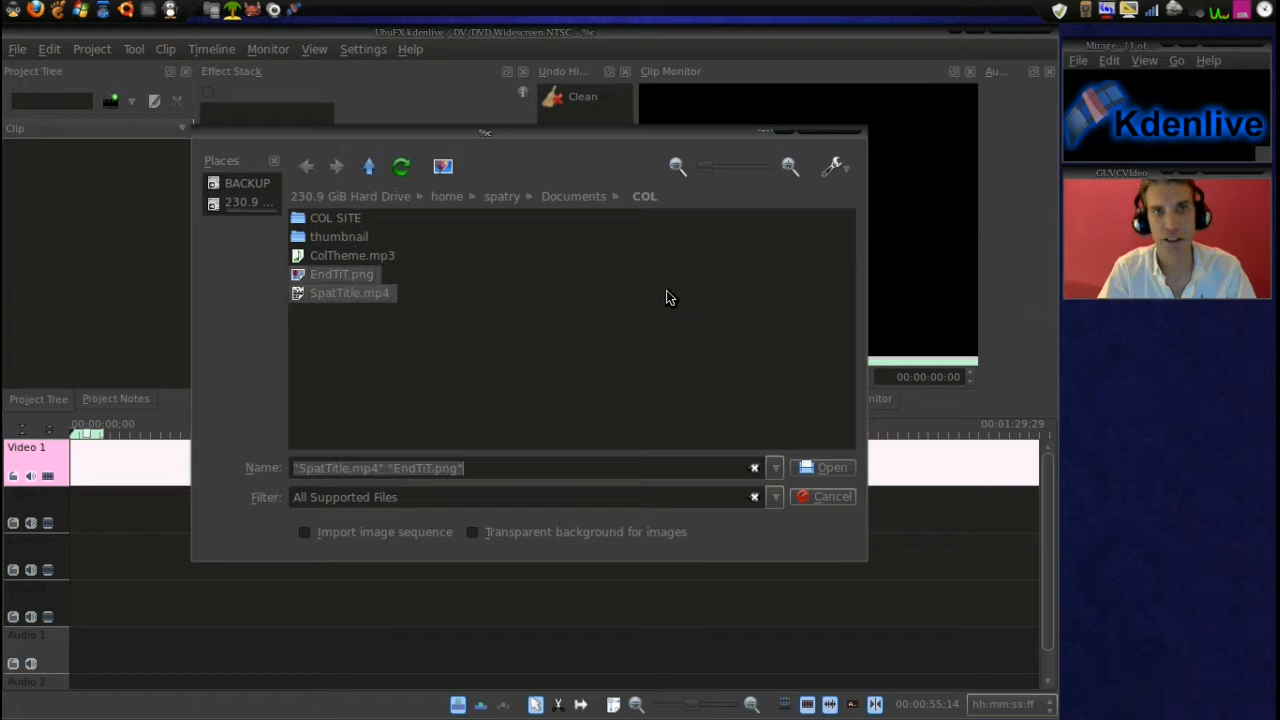 UbuFX kdenlive / DV/DVD Widescreen NTSC – %c
File Edit Project Tool Clip Timeline Monitor View Settings Help
Project Tree
Effect Stack
Undo Hi...
Clip Monitor
Au...
Clean
Clip
%c
Places
BACKUP
230.9 ...
230.9 GiB Hard Drive home spatry Documents COL
COL SITE
thumbnail
ColTheme.mp3
EndTiT.png
SpatTitle.mp4
Name: "SpatTitle.mp4" "EndTiT.png" Open
Filter: All Supported Files Cancel
Import image sequence Transparent background for images
00:00:00:00
Project Tree Project Notes
nitor
00:00:00;00
00:01:29;29
Video 1
Audio 1
Audio 2
00:00:55:14 hh:mm:ss:ff
Mirage - [1 of ...
File Edit View Go Help
Kdenlive
GUVCVideo